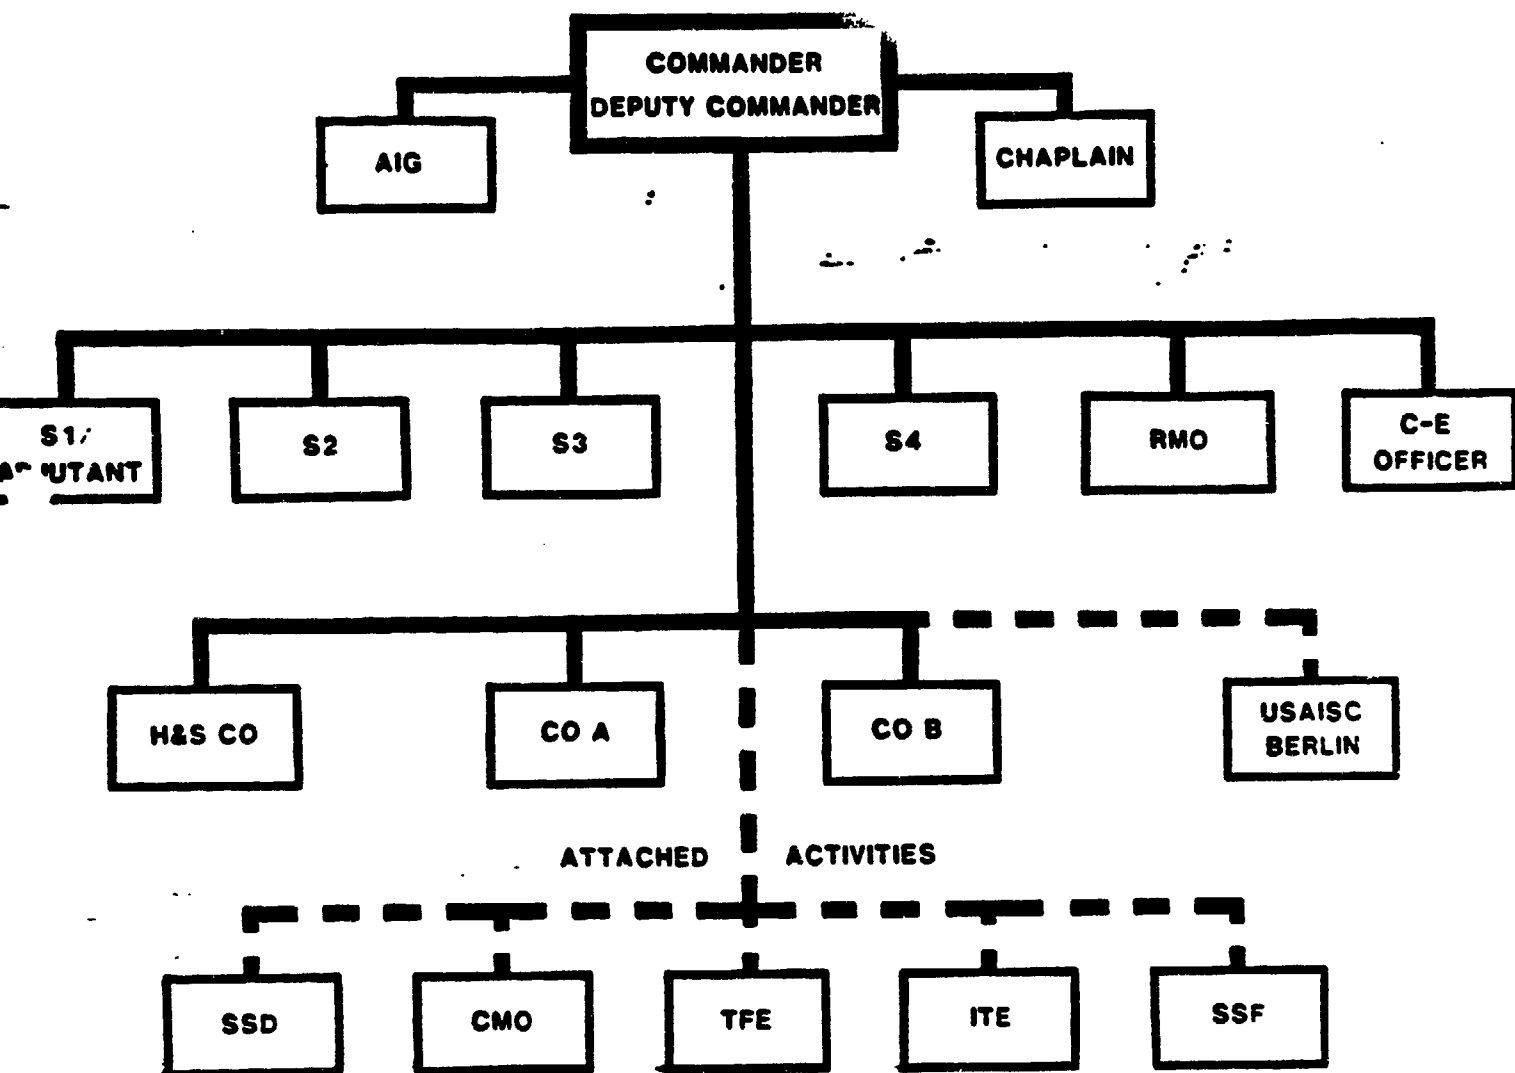 COMMANDER
DEPUTY COMMANDER
AIG
CHAPLAIN
S1/
S2
S3
S4
RMO
C-E
OFFICER
H&S CO
CO A
CO B
USAISC
BERLIN
ATTACHED ACTIVITIES
SSD
CMO
TFE
ITE
SSF